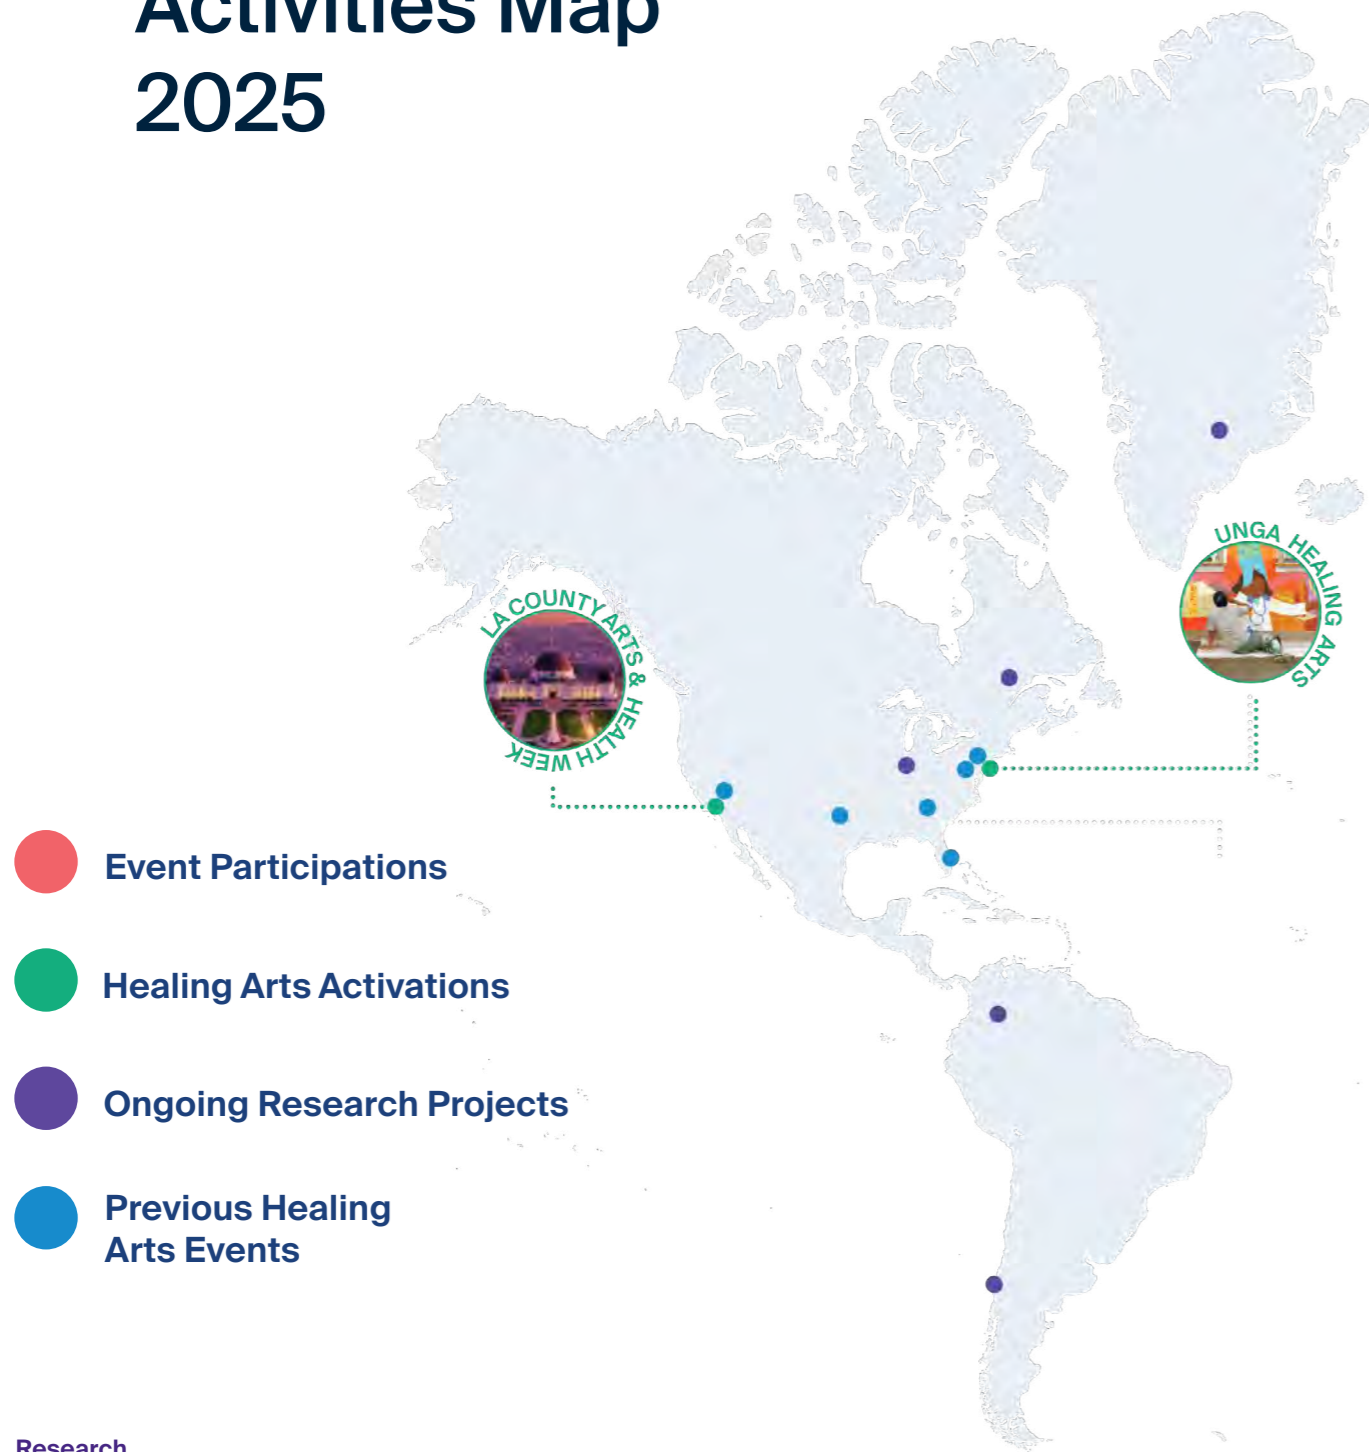 Activities Map
2025
UNGA HEALING ARTS
LA COUNTY ARTS & HEALTH WEEK
Event Participations
Healing Arts Activations
Ongoing Research Projects
Previous Healing
Arts Events
Research